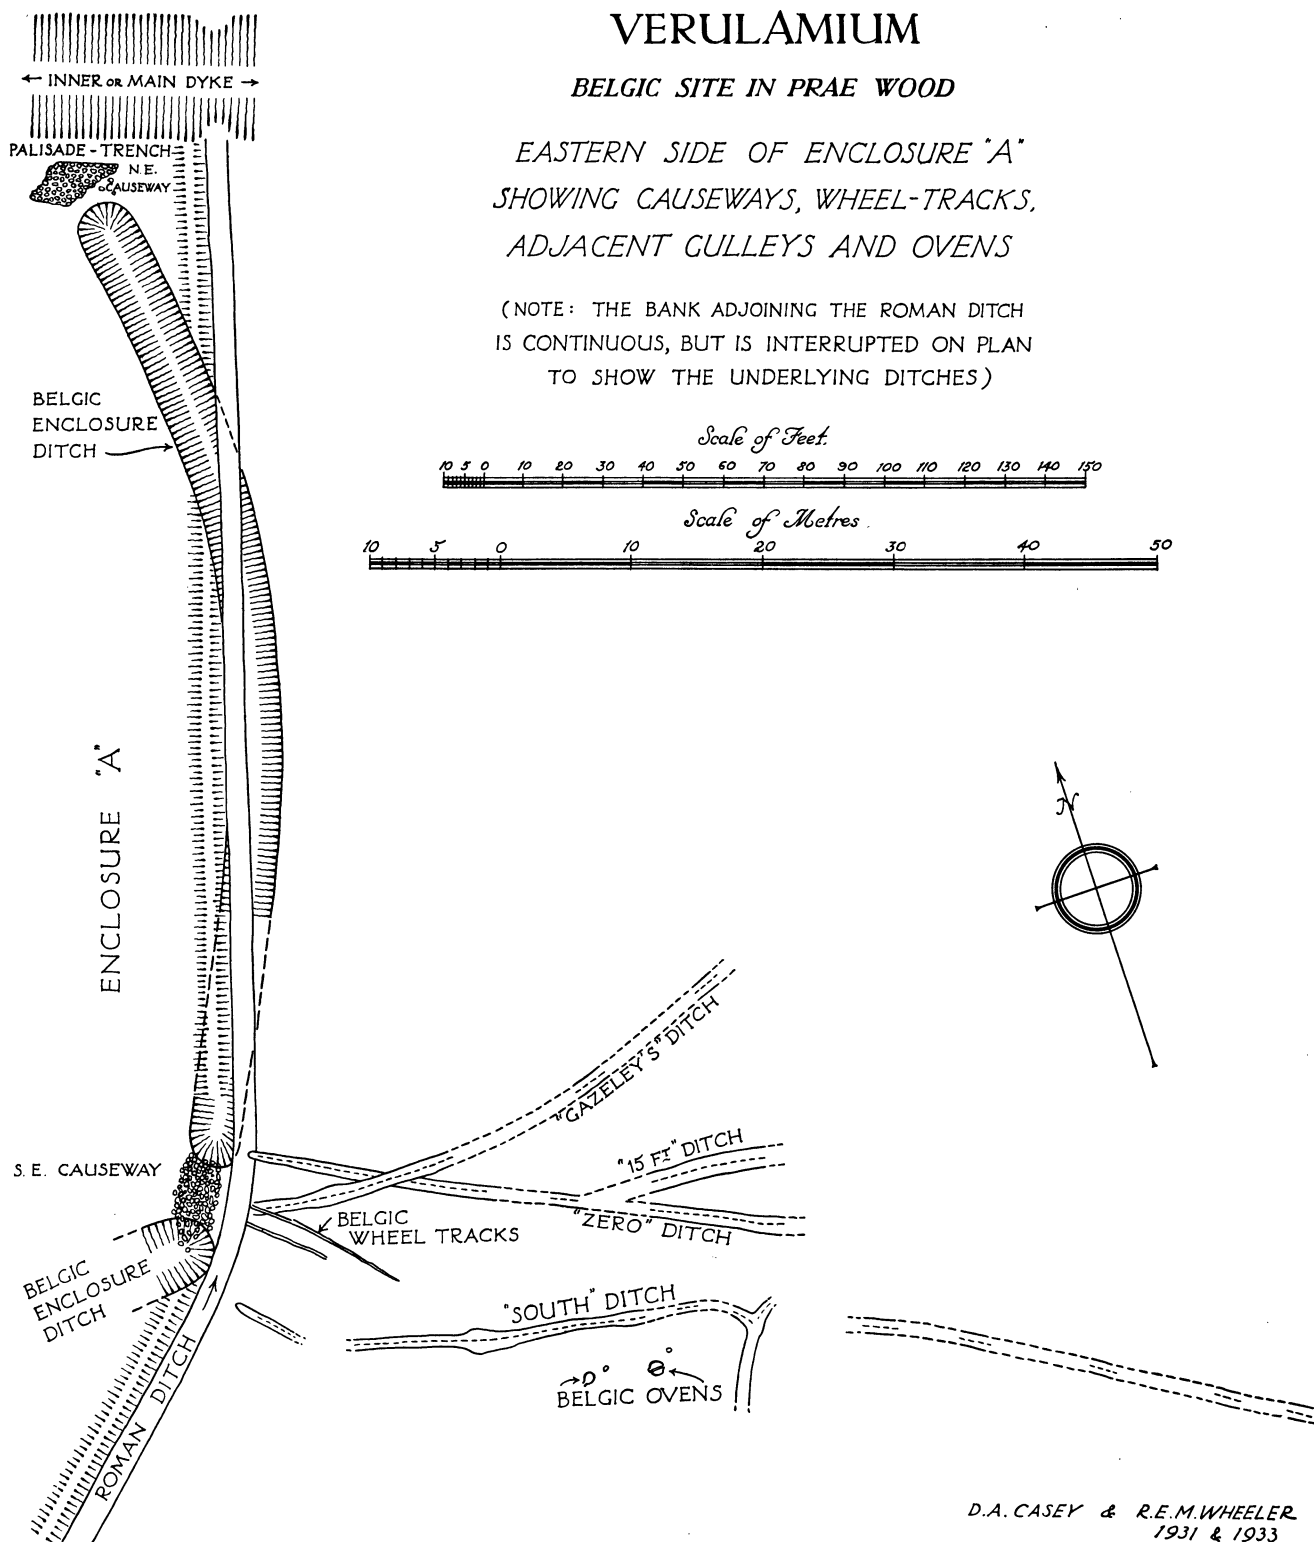 VERULAMIUM
BELGIC SITE IN PRAE WOOD
EASTERN SIDE OF ENCLOSURE "A"
SHOWING CAUSEWAYS, WHEEL-TRACKS,
ADJACENT GULLEYS AND OVENS
(NOTE: THE BANK ADJOINING THE ROMAN DITCH
IS CONTINUOUS, BUT IS INTERRUPTED ON PLAN
TO SHOW THE UNDERLYING DITCHES)
Scale of Feet.
10 5 0 10 20 30 40 50 60 70 80 90 100 110 120 130 140 150
Scale of Metres.
10 5 0 10 20 30 40 50
← INNER OR MAIN DYKE →
PALISADE-TRENCH
N.E.
CAUSEWAY
BELGIC
ENCLOSURE
DITCH
ENCLOSURE "A"
N
"GAZELEY'S" DITCH
"15 FT" DITCH
"ZERO" DITCH
S.E. CAUSEWAY
BELGIC
WHEEL TRACKS
BELGIC
ENCLOSURE
DITCH
"SOUTH" DITCH
BELGIC OVENS
ROMAN DITCH
D.A. CASEY & R.E.M. WHEELER
1931 & 1933